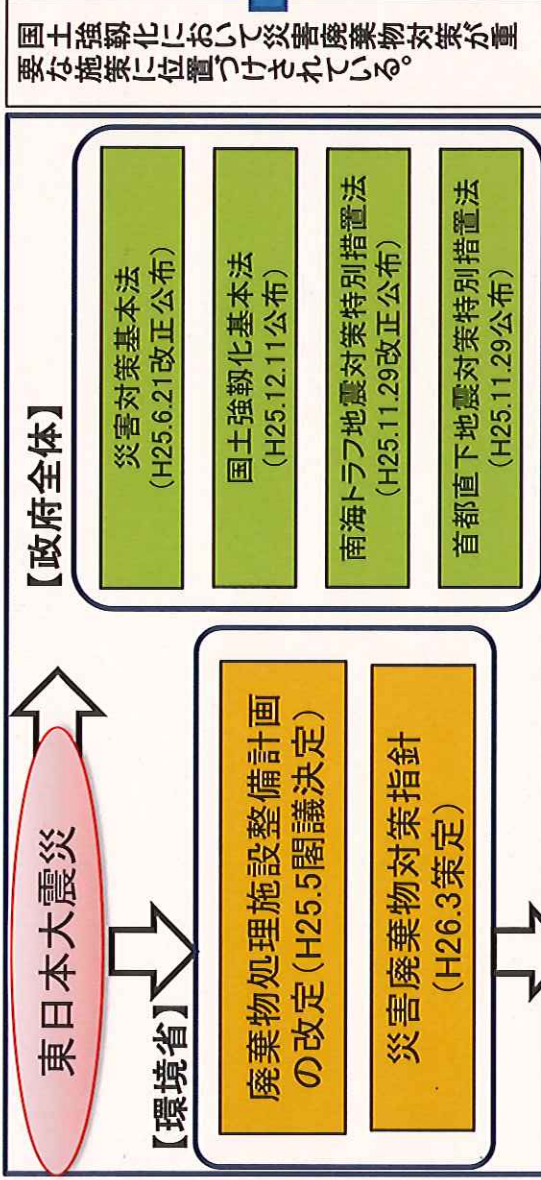 東日本大震災
【環境省】
廃棄物処理施設整備計画
の改定(H25.5閣議決定)
災害廃棄物対策指針
(H26.3策定)
【政府全体】
災害対策基本法
(H25.6.21改正公布)
国土強靱化基本法
(H25.12.11公布)
南海トラフ地震対策特別措置法
(H25.11.29改正公布)
首都直下地震対策特別措置法
(H25.11.29公布)
国土強靱化において災害廃棄物対策が重
要な施策に位置づけされている。